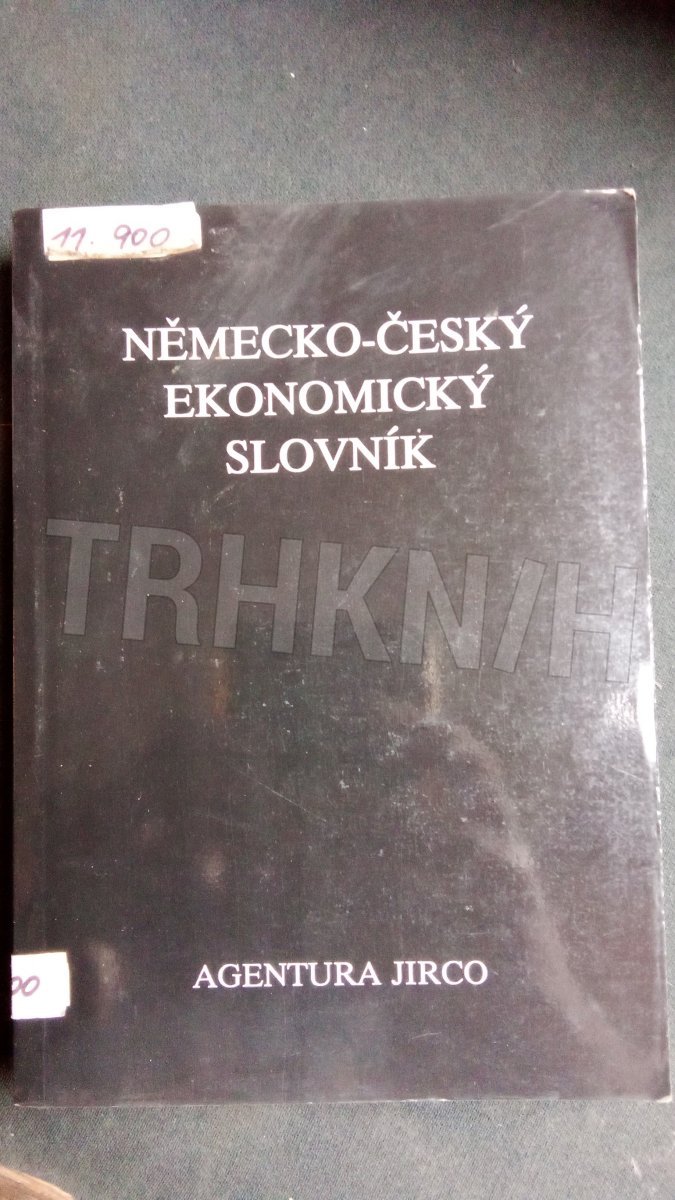 11. 900
NĚMECKO-ČESKÝ
EKONOMICKÝ
SLOVNÍK
TRHKNIH
AGENTURA JIRCO
00